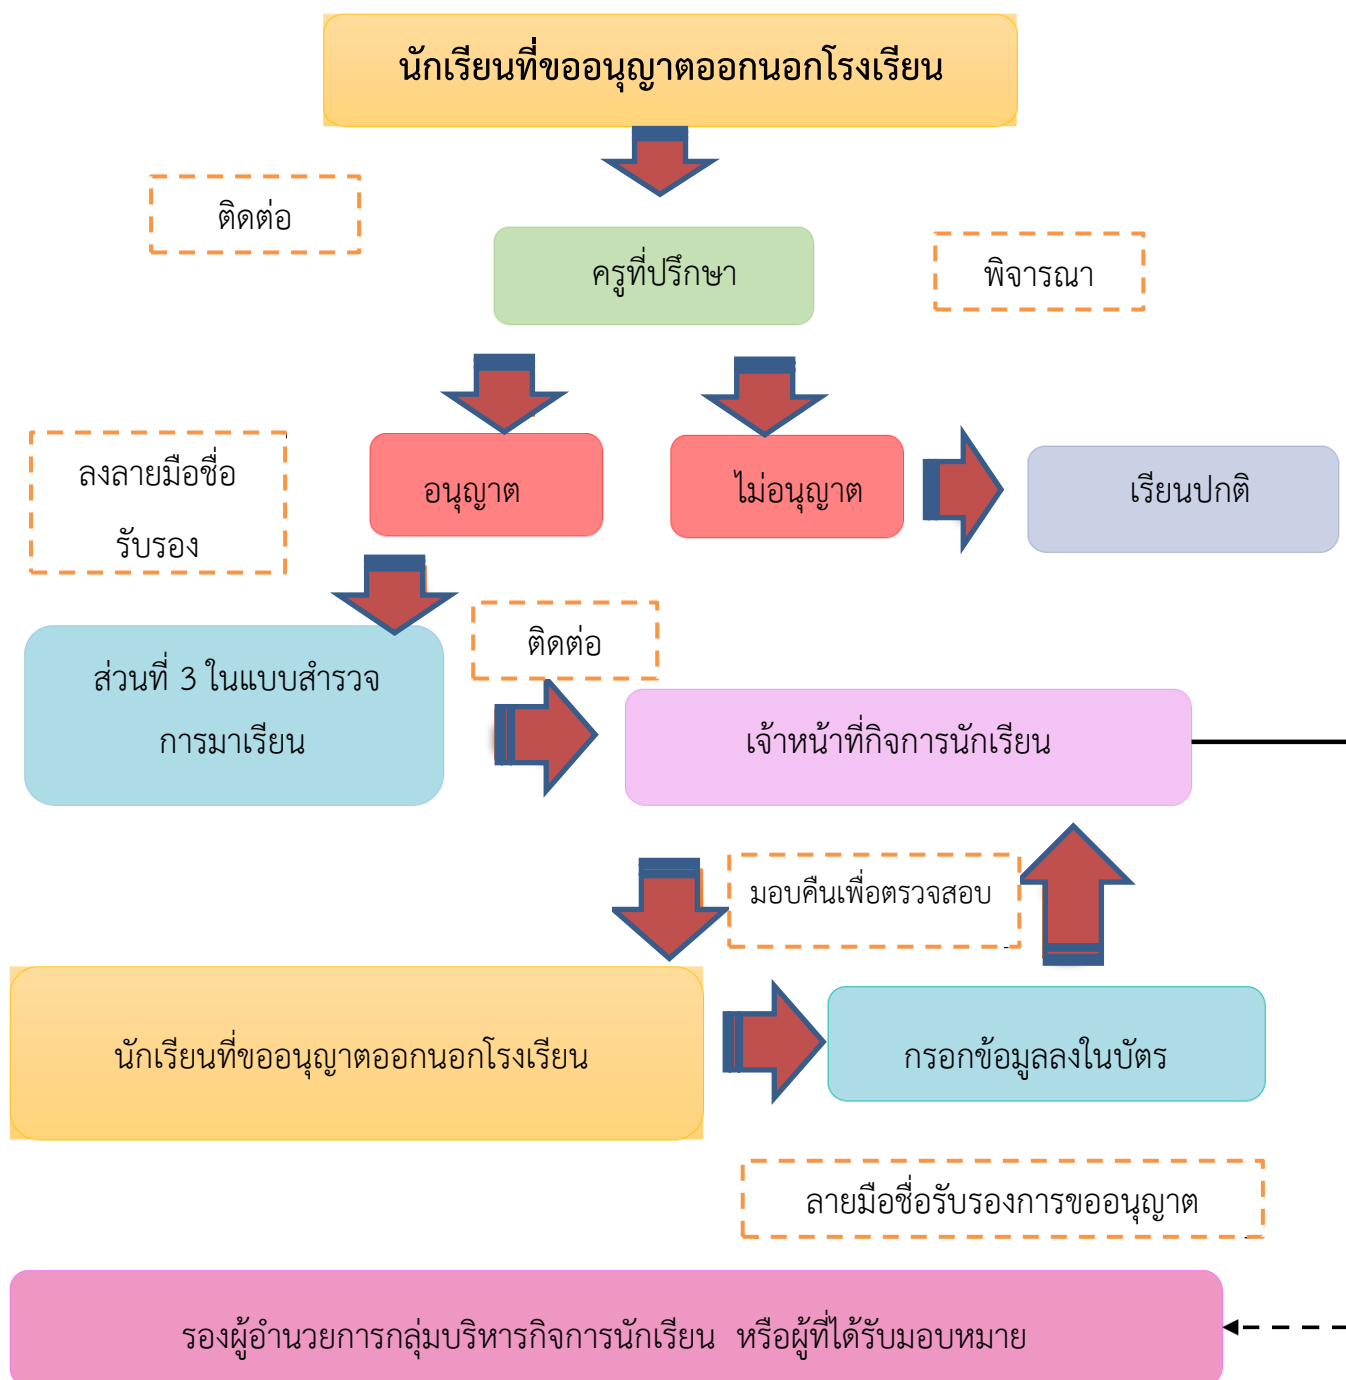 นักเรียนที่ขออนุญาตออกนอกโรงเรียน
ติดต่อ
ครูที่ปรึกษา
พิจารณา
ลงลายมือชื่อ
รับรอง
อนุญาต
ไม่อนุญาต
เรียนปกติ
ส่วนที่ 3 ในแบบสำรวจ
การมาเรียน
ติดต่อ
เจ้าหน้าที่กิจการนักเรียน
มอบคืนเพื่อตรวจสอบ
นักเรียนที่ขออนุญาตออกนอกโรงเรียน
กรอกข้อมูลลงในบัตร
ลายมือชื่อรับรองการขออนุญาต
รองผู้อำนวยการกลุ่มบริหารกิจการนักเรียน หรือผู้ที่ได้รับมอบหมาย